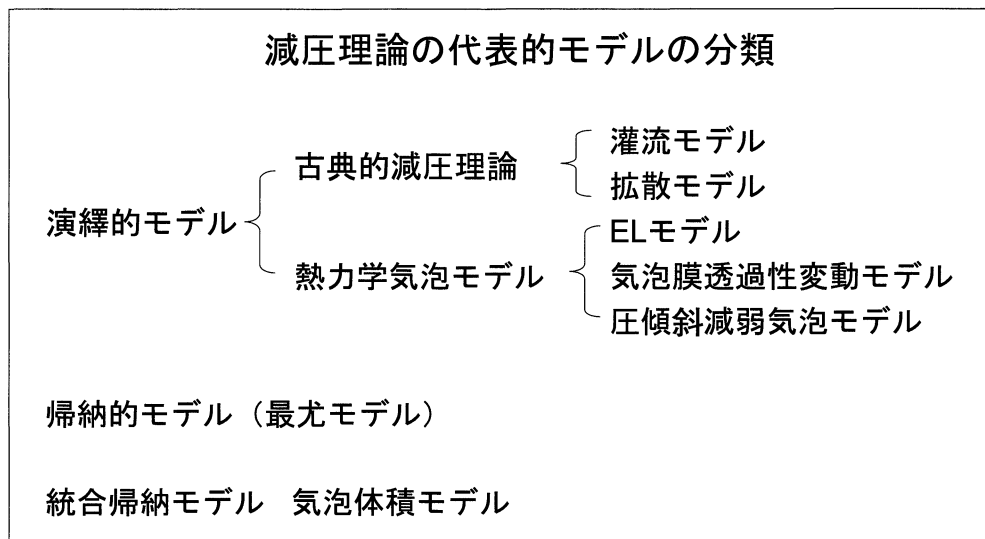 減圧理論の代表的モデルの分類
灌流モデル
古典的減圧理論
拡散モデル
演繹的モデル
ELモデル
熱力学気泡モデル
気泡膜透過性変動モデル
圧傾斜減弱気泡モデル
帰納的モデル（最尤モデル）
統合帰納モデル　気泡体積モデル